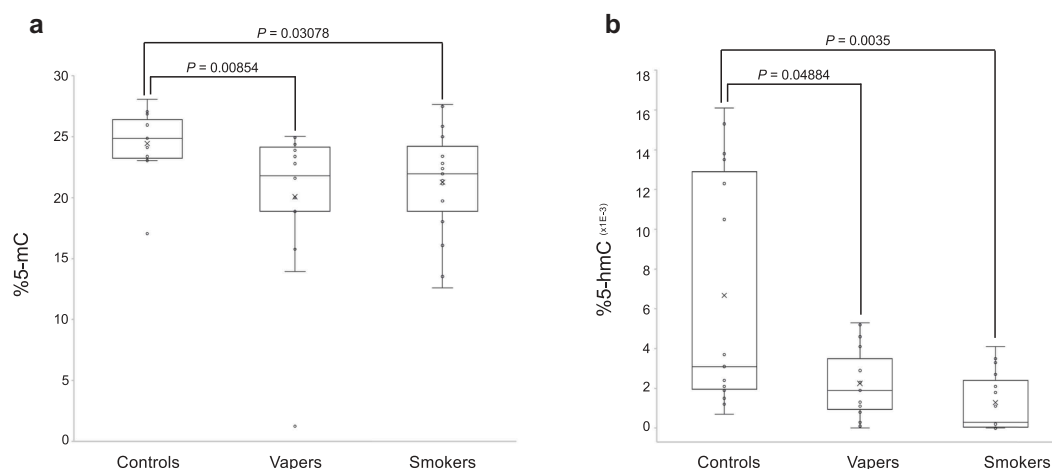 a
P = 0.03078
P = 0.00854
30
25
20
15
10
5
0
%5-mC
Controls Vapers Smokers
b
P = 0.0035
P = 0.04884
18
16
14
12
10
8
6
4
2
0
%5-hmC (x1E-3)
Controls Vapers Smokers